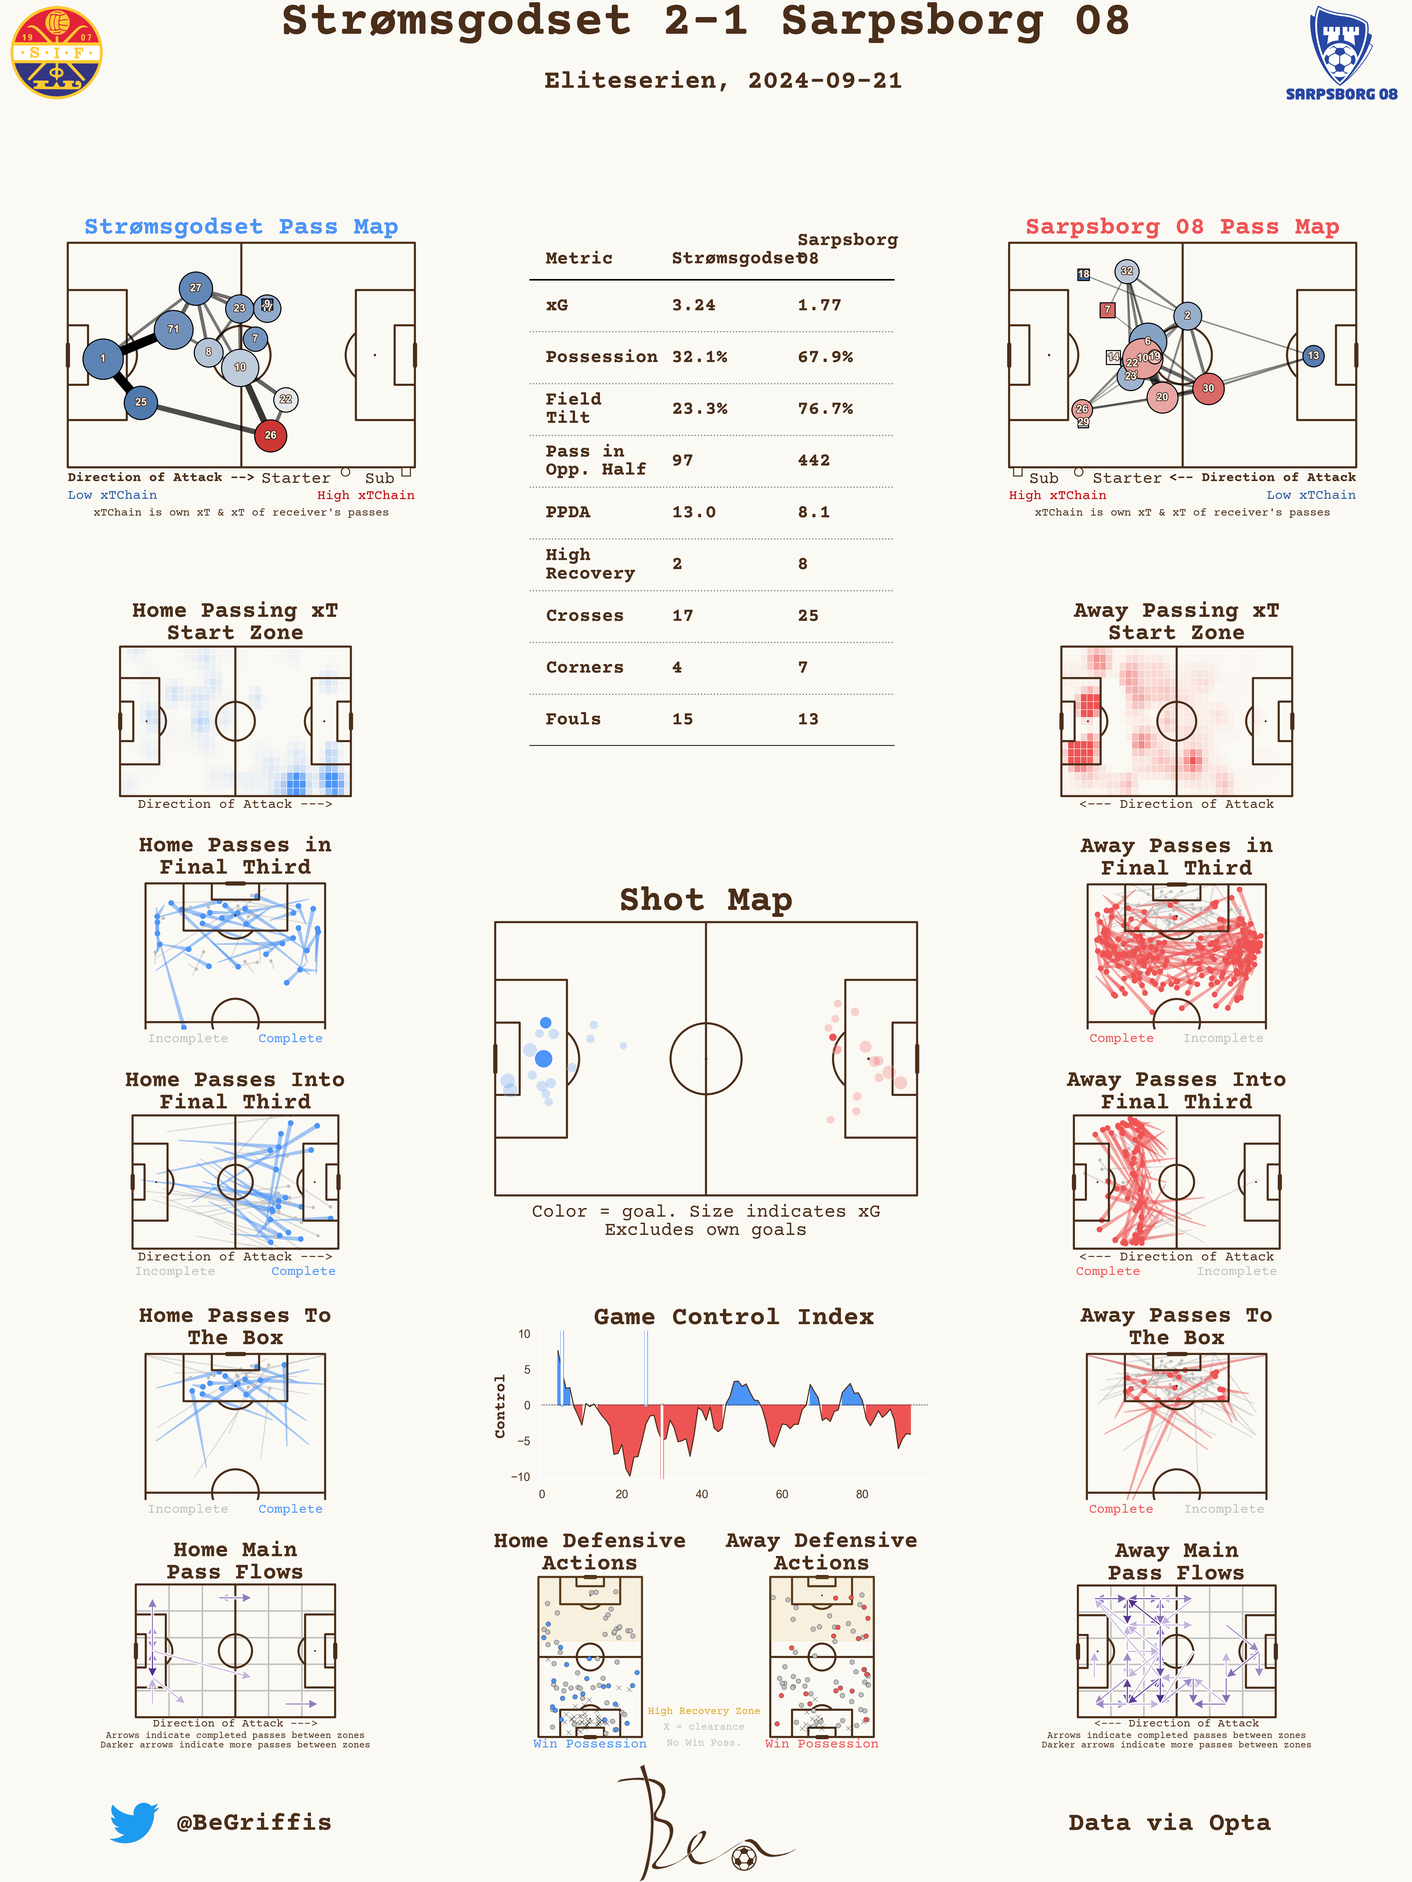 Strømsgodset 2-1 Sarpsborg 08
Eliteserien, 2024-09-21
19 07
·S·I·F·
SARPSBORG 08
Strømsgodset Pass Map
27
23
9
71
7
8
1
10
25
22
26
Direction of Attack --> Starter Sub
Low xTChain High xTChain
xTChain is own xT & xT of receiver's passes
Metric Strømsgodset Sarpsborg 08
xG 3.24 1.77
Possession 32.1% 67.9%
Field Tilt 23.3% 76.7%
Pass in Opp. Half 97 442
PPDA 13.0 8.1
High Recovery 2 8
Crosses 17 25
Corners 4 7
Fouls 15 13
Sarpsborg 08 Pass Map
18
32
7
2
6
14
10
19
13
22
23
30
20
26
29
Sub Starter <-- Direction of Attack
High xTChain Low xTChain
xTChain is own xT & xT of receiver's passes
Home Passing xT
Start Zone
Direction of Attack --->
Away Passing xT
Start Zone
<--- Direction of Attack
Home Passes in
Final Third
Incomplete Complete
Away Passes in
Final Third
Complete Incomplete
Shot Map
Color = goal. Size indicates xG
Excludes own goals
Home Passes Into
Final Third
Direction of Attack --->
Incomplete Complete
Away Passes Into
Final Third
<--- Direction of Attack
Complete Incomplete
Home Passes To
The Box
Incomplete Complete
Game Control Index
Control
10
5
0
−5
−10
0 20 40 60 80
Away Passes To
The Box
Complete Incomplete
Home Main
Pass Flows
Direction of Attack --->
Arrows indicate completed passes between zones
Darker arrows indicate more passes between zones
Home Defensive
Actions
Win Possession
High Recovery Zone
X = clearance
No Win Poss.
Away Defensive
Actions
Win Possession
Away Main
Pass Flows
<--- Direction of Attack
Arrows indicate completed passes between zones
Darker arrows indicate more passes between zones
@BeGriffis
Ben
Data via Opta